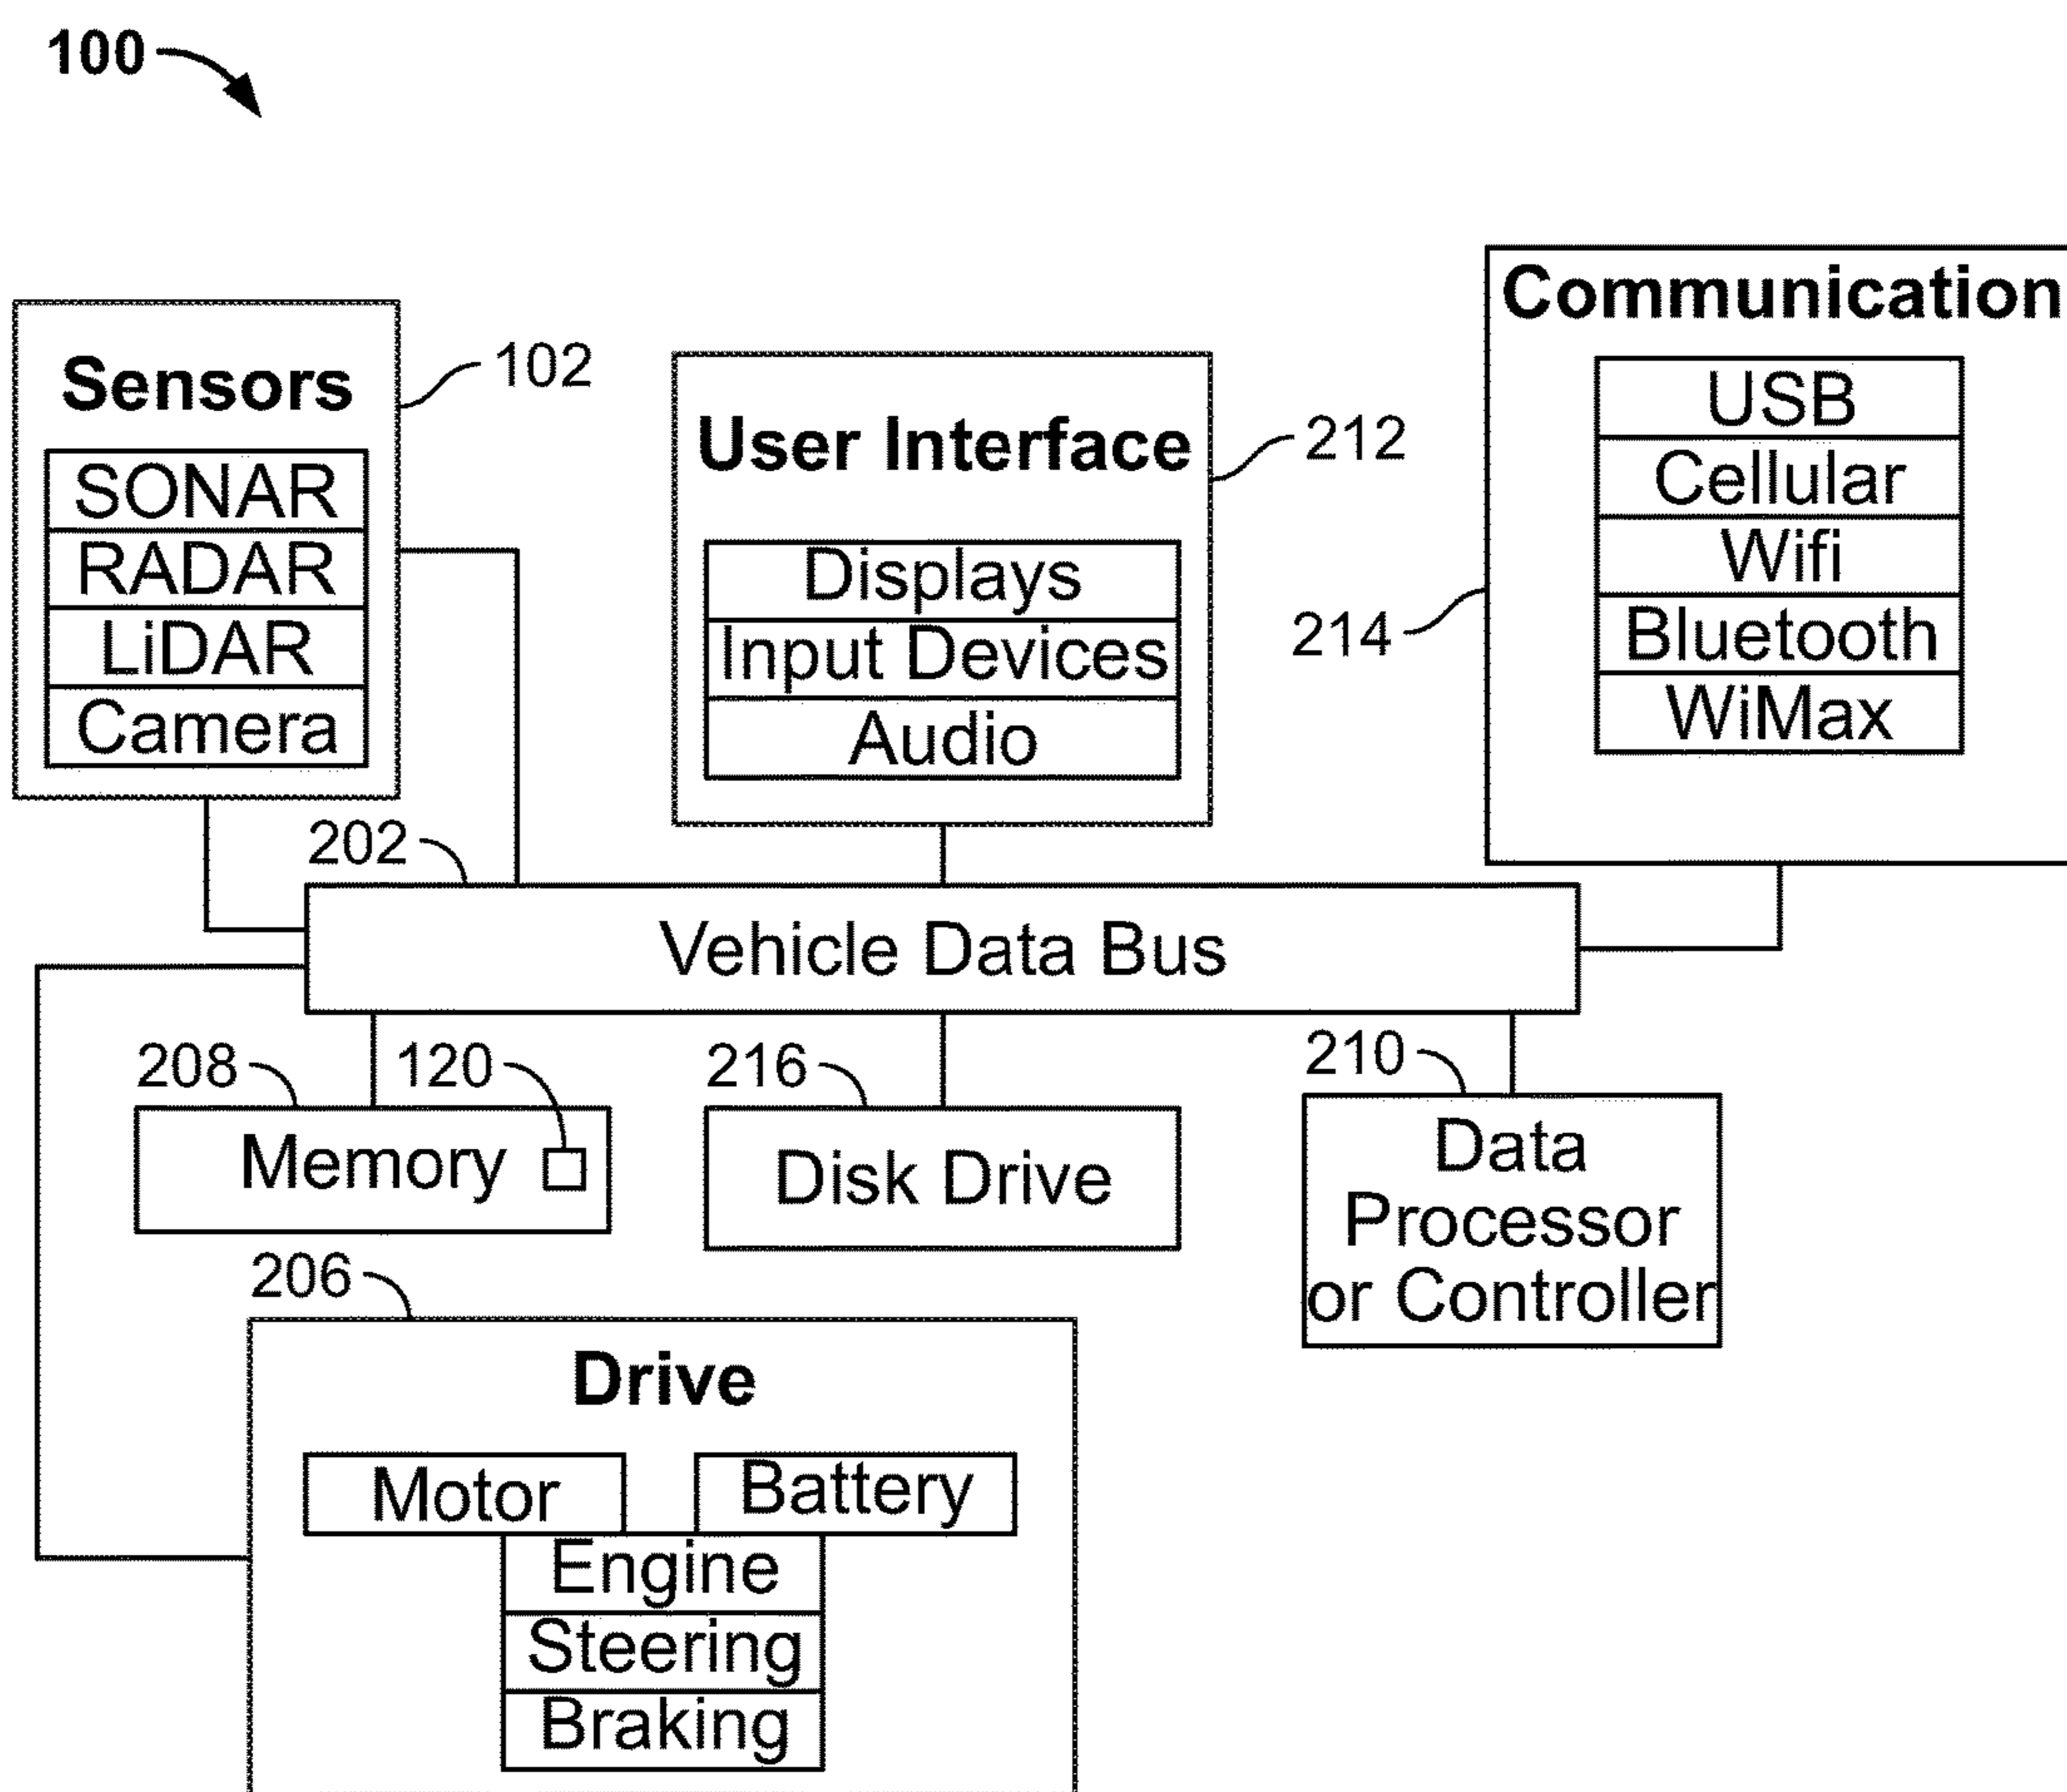 100
Communication
USB
Cellular
Wifi
Bluetooth
WiMax
214
Sensors
102
SONAR
RADAR
LiDAR
Camera
User Interface
212
Displays
Input Devices
Audio
202
Vehicle Data Bus
208
120
Memory
216
Disk Drive
210
Data
Processor
or Controller
206
Drive
Motor
Battery
Engine
Steering
Braking